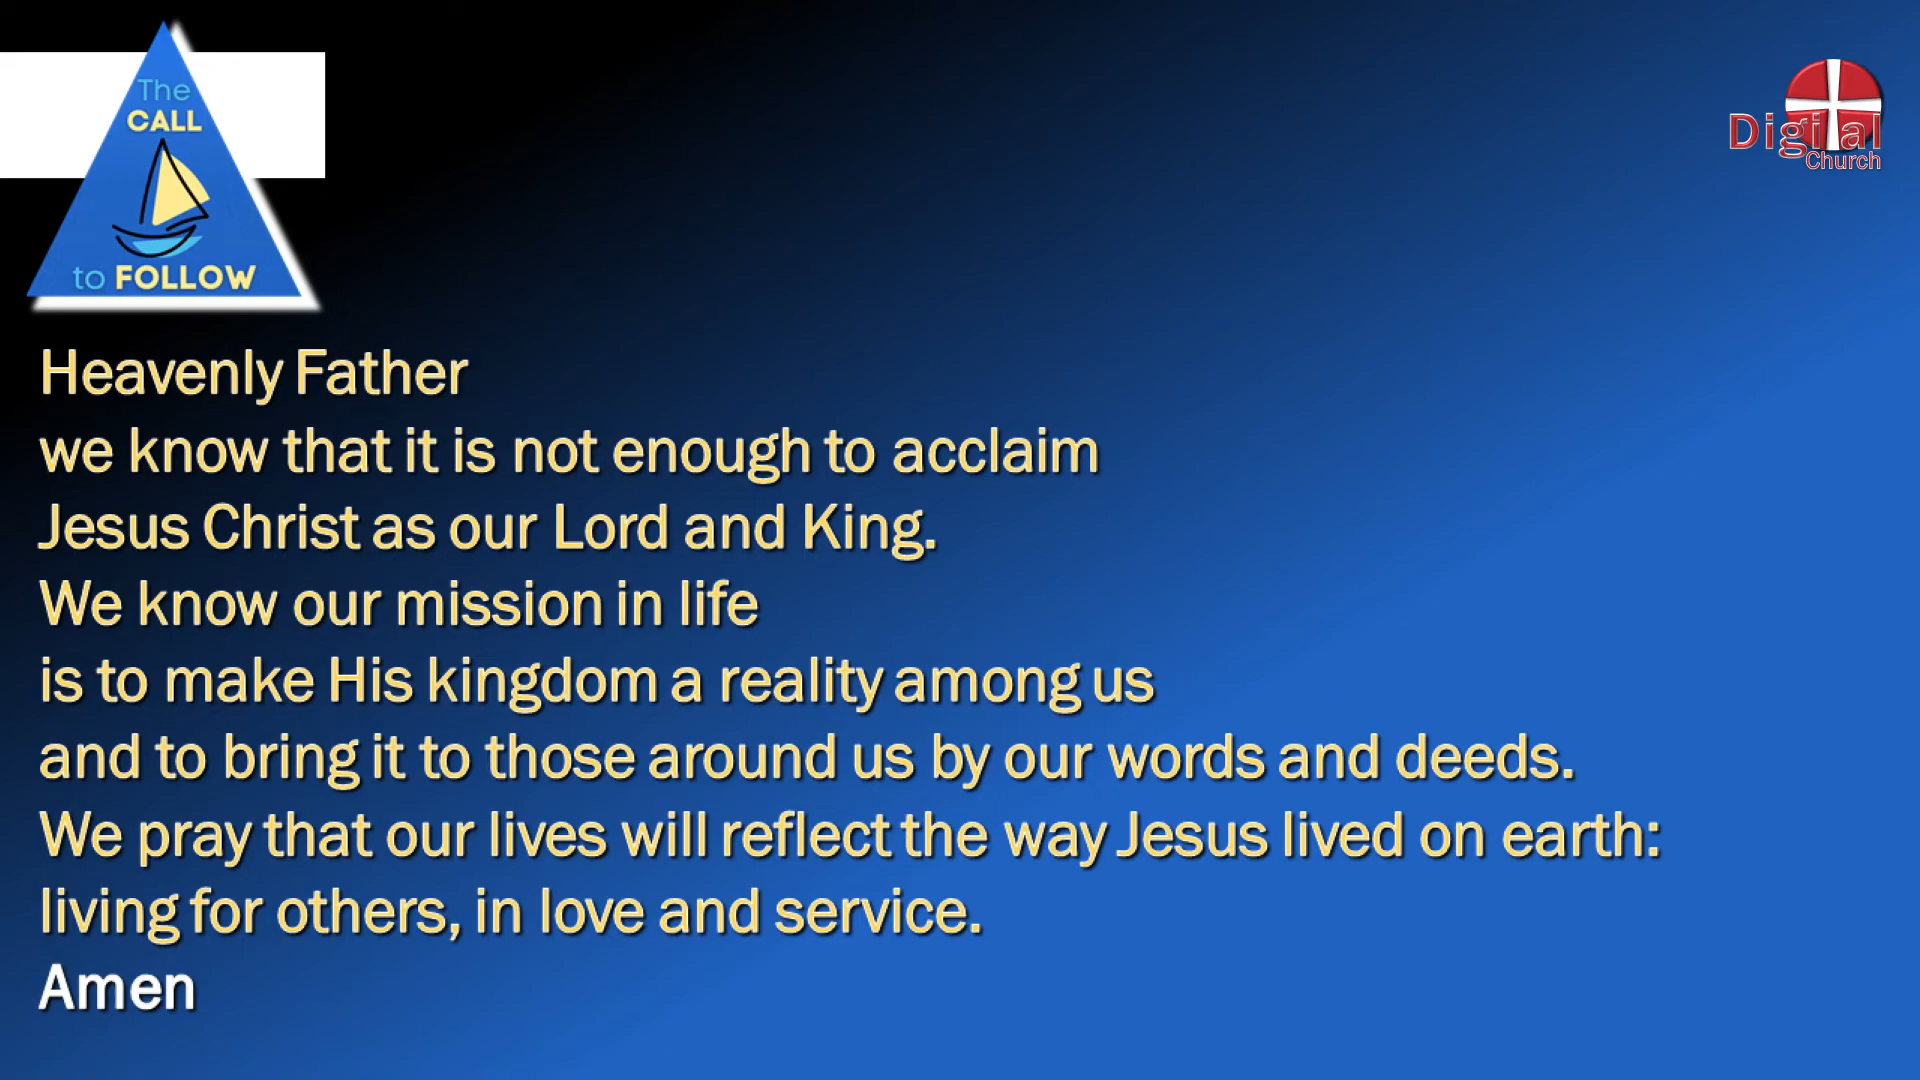 The
CALL
to FOLLOW
Digital
Church
Heavenly Father
we know that it is not enough to acclaim
Jesus Christ as our Lord and King.
We know our mission in life
is to make His kingdom a reality among us
and to bring it to those around us by our words and deeds.
We pray that our lives will reflect the way Jesus lived on earth:
living for others, in love and service.
Amen